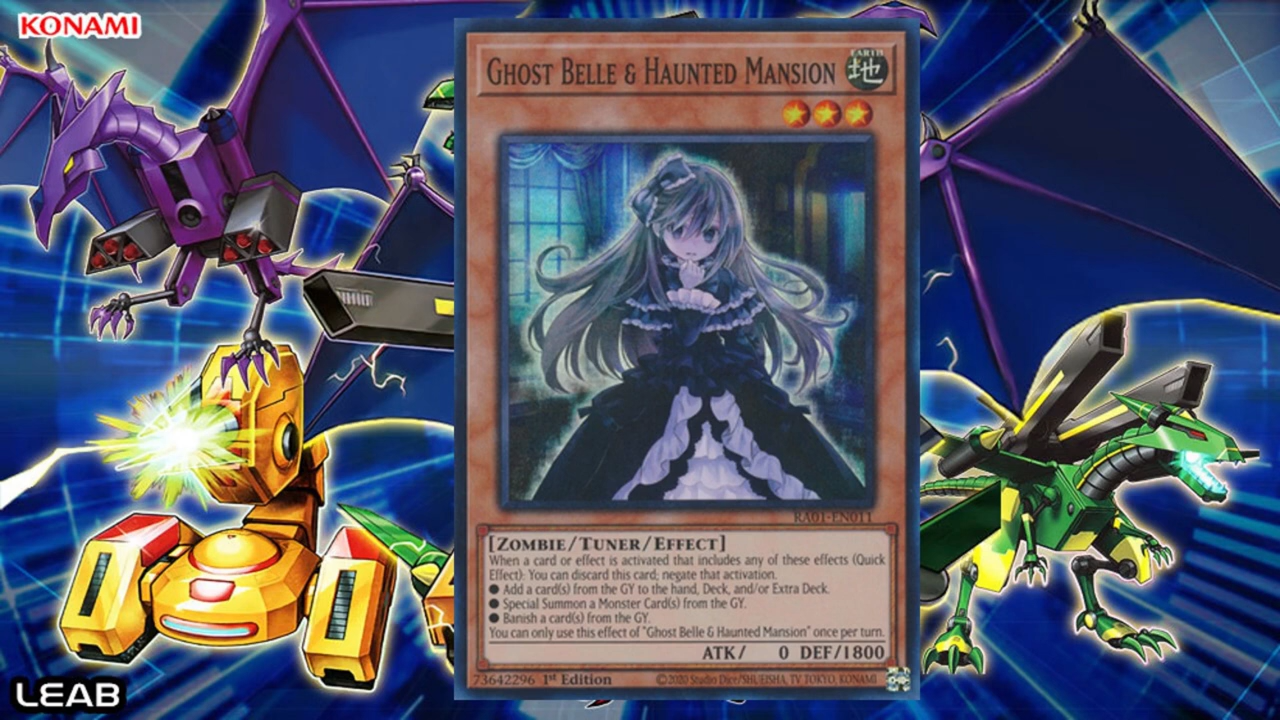 KONAMI
GHOST BELLE & HAUNTED MANSION
EARTH
地
RA01-EN011
[ZOMBIE/TUNER/EFFECT]
When a card or effect is activated that includes any of these effects (Quick
Effect): You can discard this card; negate that activation.
● Add a card(s) from the GY to the hand, Deck, and/or Extra Deck.
● Special Summon a Monster Card(s) from the GY.
● Banish a card(s) from the GY.
You can only use this effect of "Ghost Belle & Haunted Mansion" once per turn.
ATK/ 0 DEF/1800
73642296 1st Edition ©2020 Studio Dice/SHUEISHA, TV TOKYO, KONAMI
LEAB